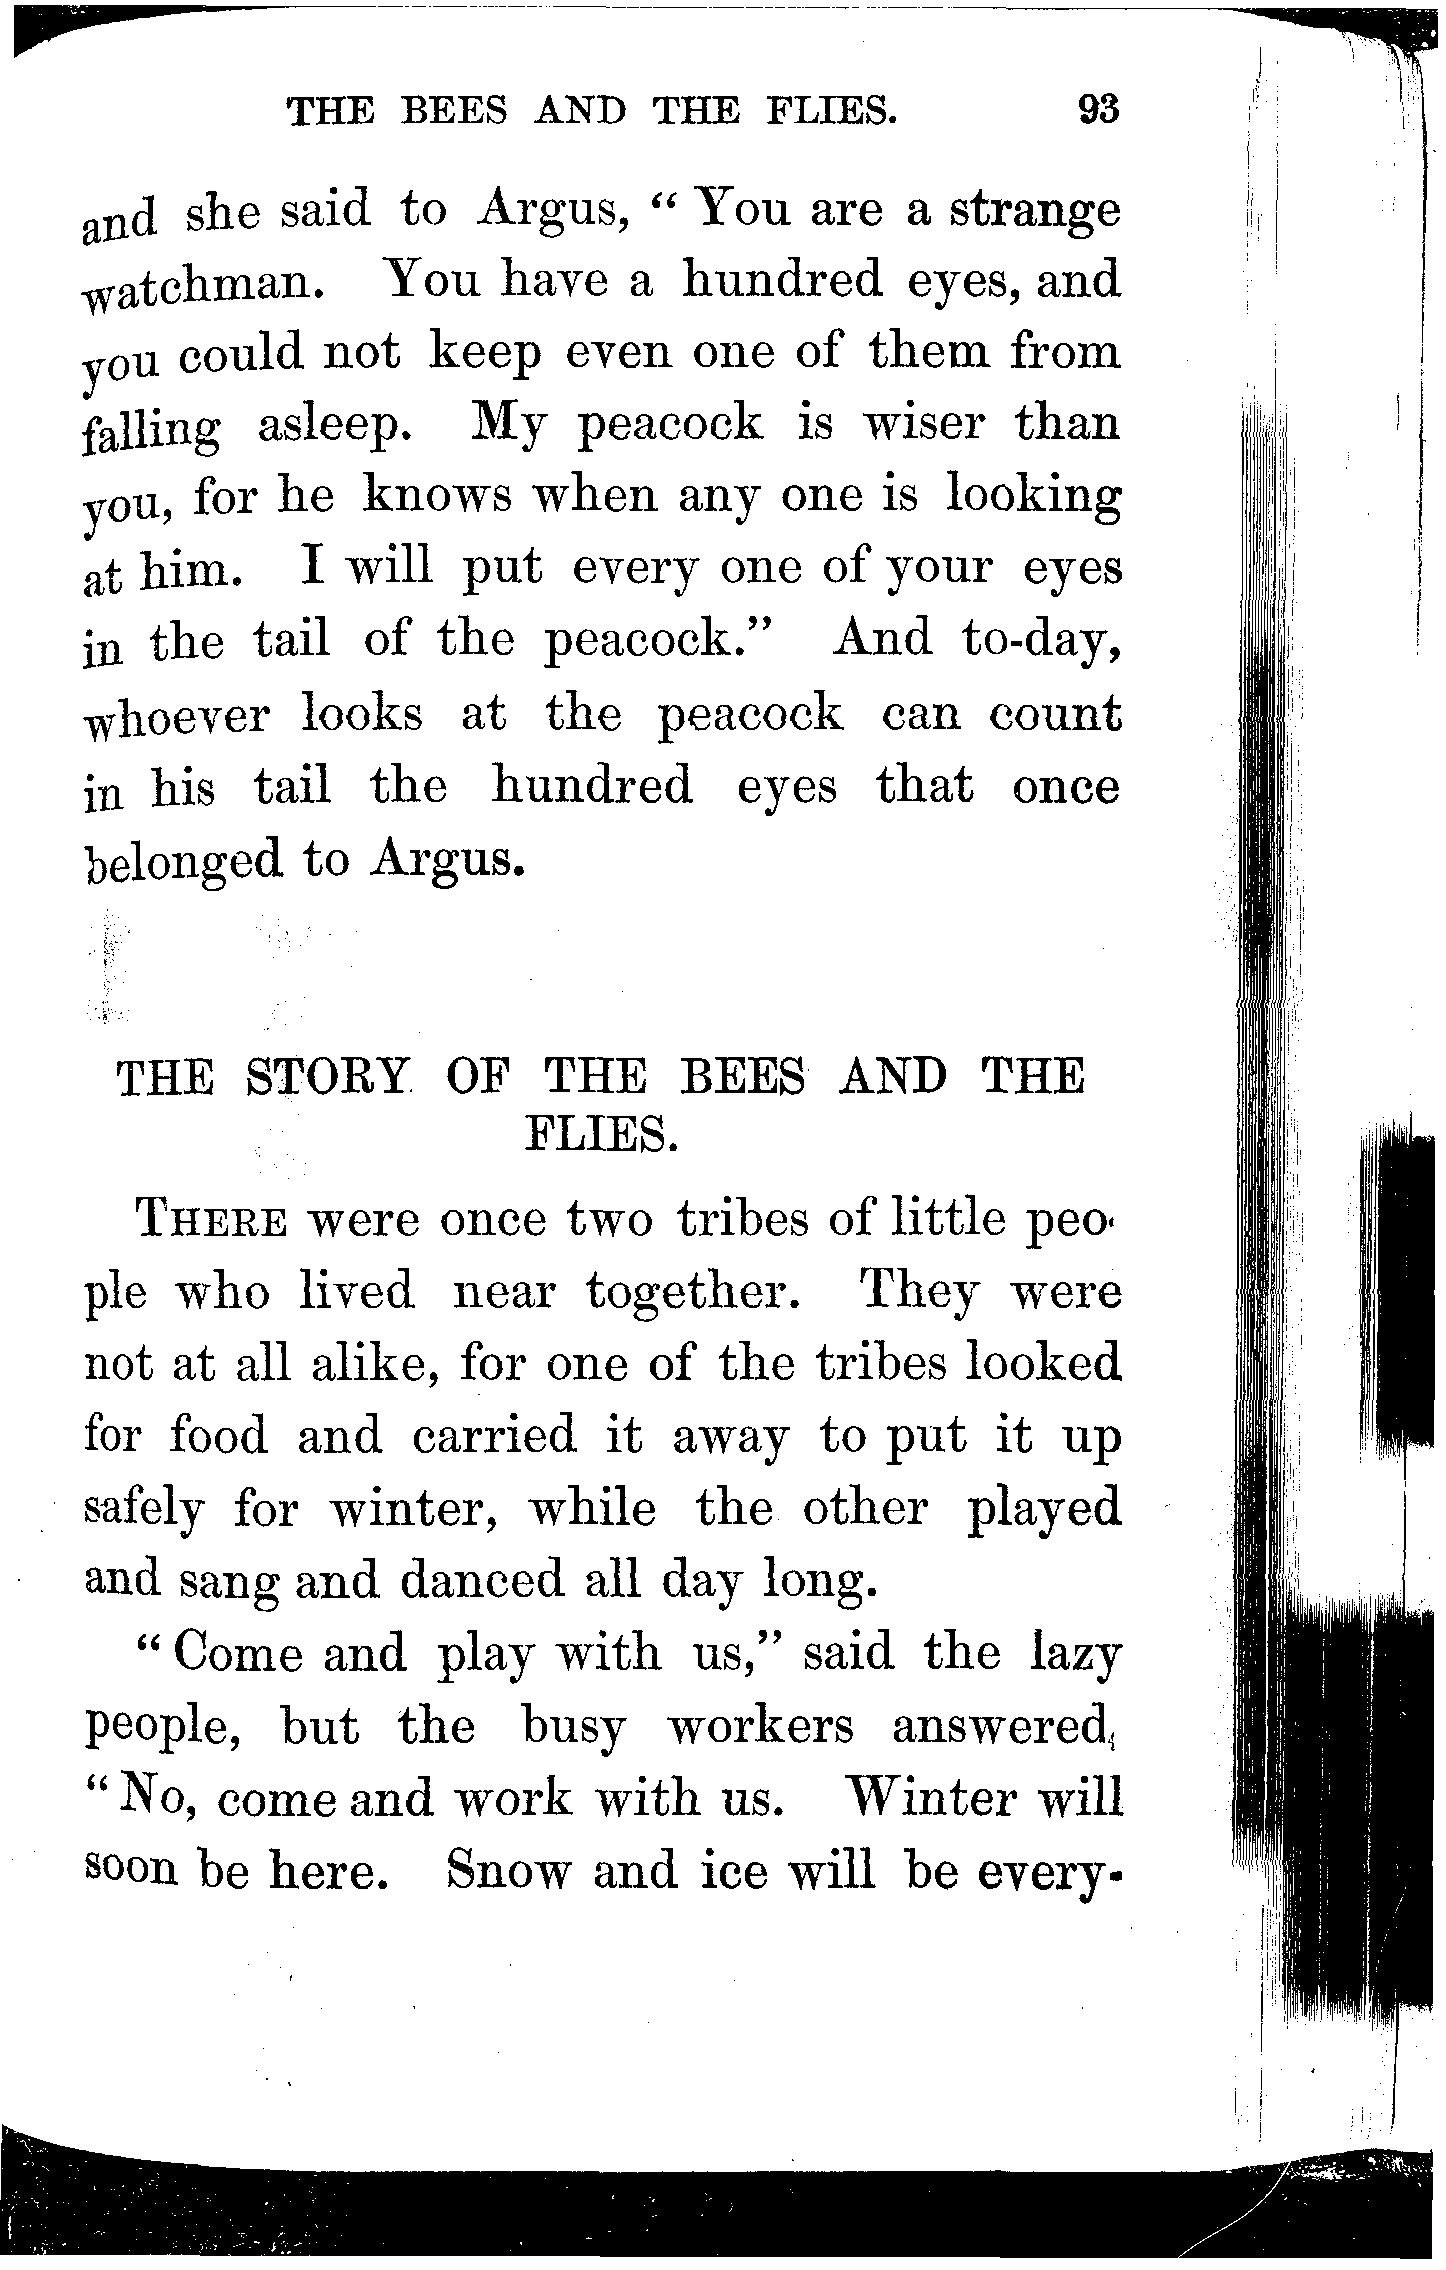 THE BEES AND THE FLIES. 93
and she said to Argus, “You are a strange
watchman. You have a hundred eyes, and
you could not keep even one of them from
falling asleep. My peacock is wiser than
you, for he knows when any one is looking
at him. I will put every one of your eyes
in the tail of the peacock.” And to-day,
whoever looks at the peacock can count
in his tail the hundred eyes that once
belonged to Argus.
THE STORY OF THE BEES AND THE
FLIES.
THERE were once two tribes of little peo-
ple who lived near together. They were
not at all alike, for one of the tribes looked
for food and carried it away to put it up
safely for winter, while the other played
and sang and danced all day long.
“Come and play with us,” said the lazy
people, but the busy workers answered,
“No, come and work with us. Winter will
soon be here. Snow and ice will be every-